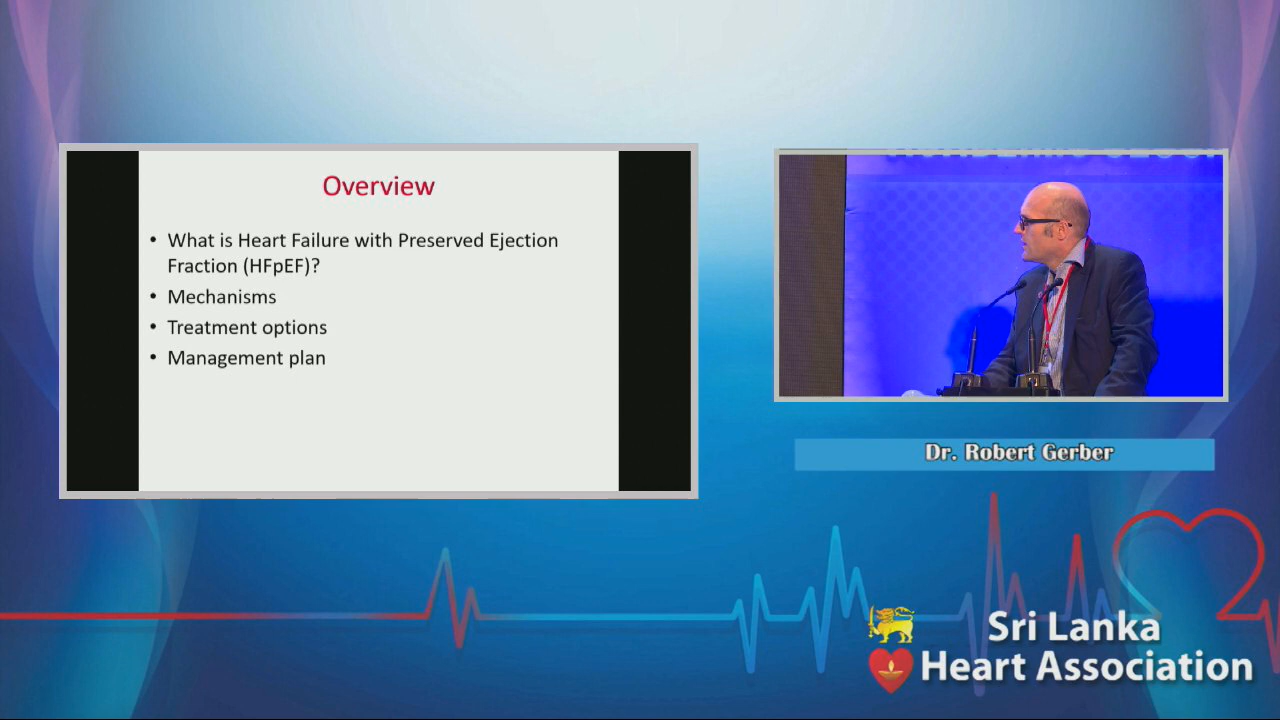 Overview
• What is Heart Failure with Preserved Ejection
Fraction (HFpEF)?
• Mechanisms
• Treatment options
• Management plan
Dr. Robert Gerber
Sri Lanka
Heart Association